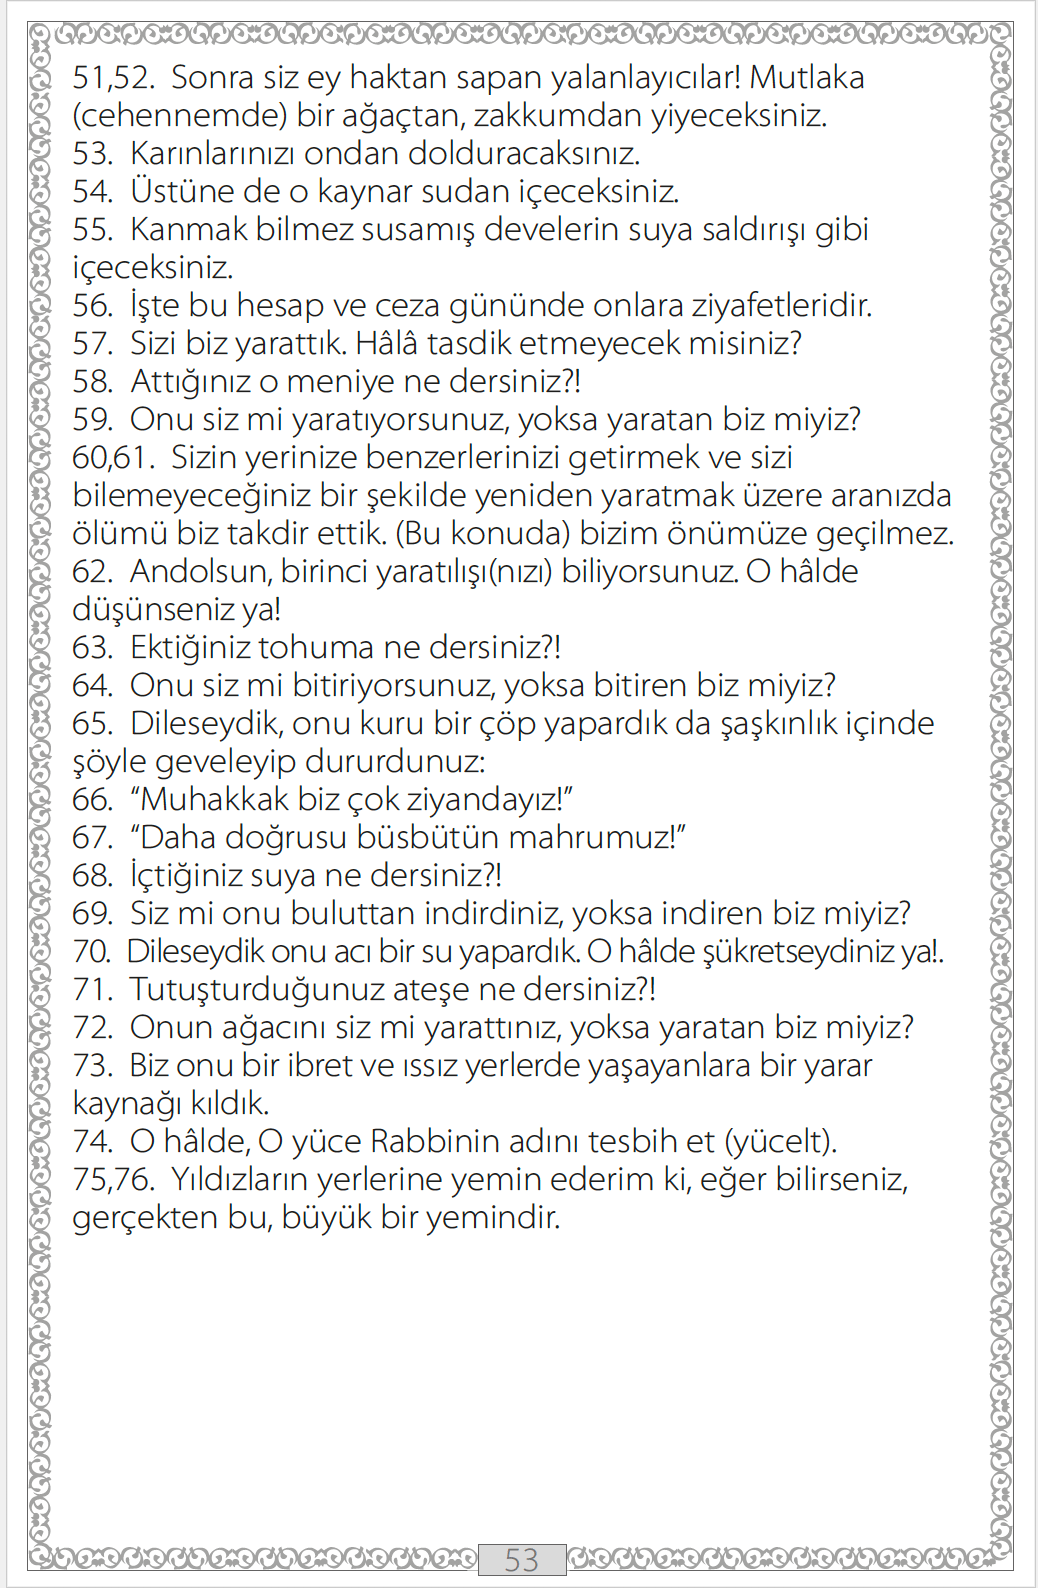 51,52. Sonra siz ey haktan sapan yalanlayıcılar! Mutlaka
(cehennemde) bir ağaçtan, zakkumdan yiyeceksiniz.
53. Karınlarınızı ondan dolduracaksınız.
54. Üstüne de o kaynar sudan içeceksiniz.
55. Kanmak bilmez susamış develerin suya saldırışı gibi
içeceksiniz.
56. İşte bu hesap ve ceza gününde onlara ziyafetleridir.
57. Sizi biz yarattık. Hâlâ tasdik etmeyecek misiniz?
58. Attığınız o meniye ne dersiniz?!
59. Onu siz mi yaratıyorsunuz, yoksa yaratan biz miyiz?
60,61. Sizin yerinize benzerlerinizi getirmek ve sizi
bilemeyeceğiniz bir şekilde yeniden yaratmak üzere aranızda
ölümü biz takdir ettik. (Bu konuda) bizim önümüze geçilmez.
62. Andolsun, birinci yaratılışı(nızı) biliyorsunuz. O hâlde
düşünseniz ya!
63. Ektiğiniz tohuma ne dersiniz?!
64. Onu siz mi bitiriyorsunuz, yoksa bitiren biz miyiz?
65. Dileseydik, onu kuru bir çöp yapardık da şaşkınlık içinde
şöyle geveleyip dururdunuz:
66. “Muhakkak biz çok ziyandayız!”
67. “Daha doğrusu büsbütün mahrumuz!”
68. İçtiğiniz suya ne dersiniz?!
69. Siz mi onu buluttan indirdiniz, yoksa indiren biz miyiz?
70. Dileseydik onu acı bir su yapardık. O hâlde şükretseydiniz ya!.
71. Tutuşturduğunuz ateşe ne dersiniz?!
72. Onun ağacını siz mi yarattınız, yoksa yaratan biz miyiz?
73. Biz onu bir ibret ve ıssız yerlerde yaşayanlara bir yarar
kaynağı kıldık.
74. O hâlde, O yüce Rabbinin adını tesbih et (yücelt).
75,76. Yıldızların yerlerine yemin ederim ki, eğer bilirseniz,
gerçekten bu, büyük bir yemindir.
53